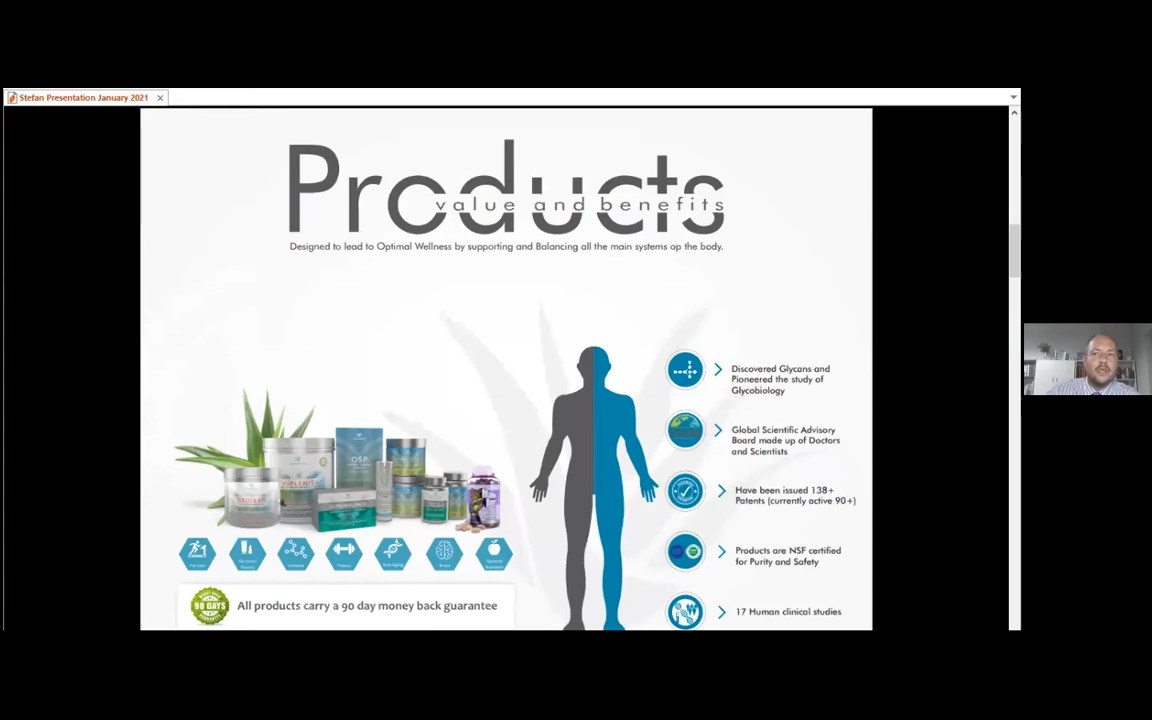 Stefan Presentation January 2021
Products
value and benefits
Designed to lead to Optimal Wellness by supporting and Balancing all the main systems op the body.
Discovered Glycans and
Pioneered the study of
Glycobiology
Global Scientific Advisory
Board made up of Doctors
and Scientists
Have been issued 138+
Patents (currently active 90+)
Products are NSF certified
for Purity and Safety
17 Human clinical studies
OSP
90 DAYS
All products carry a 90 day money back guarantee